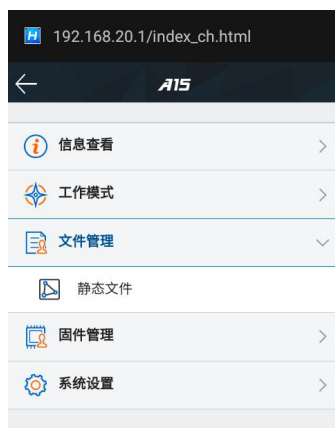 192.168.20.1/index_ch.html
A15
信息查看
工作模式
文件管理
静态文件
固件管理
系统设置